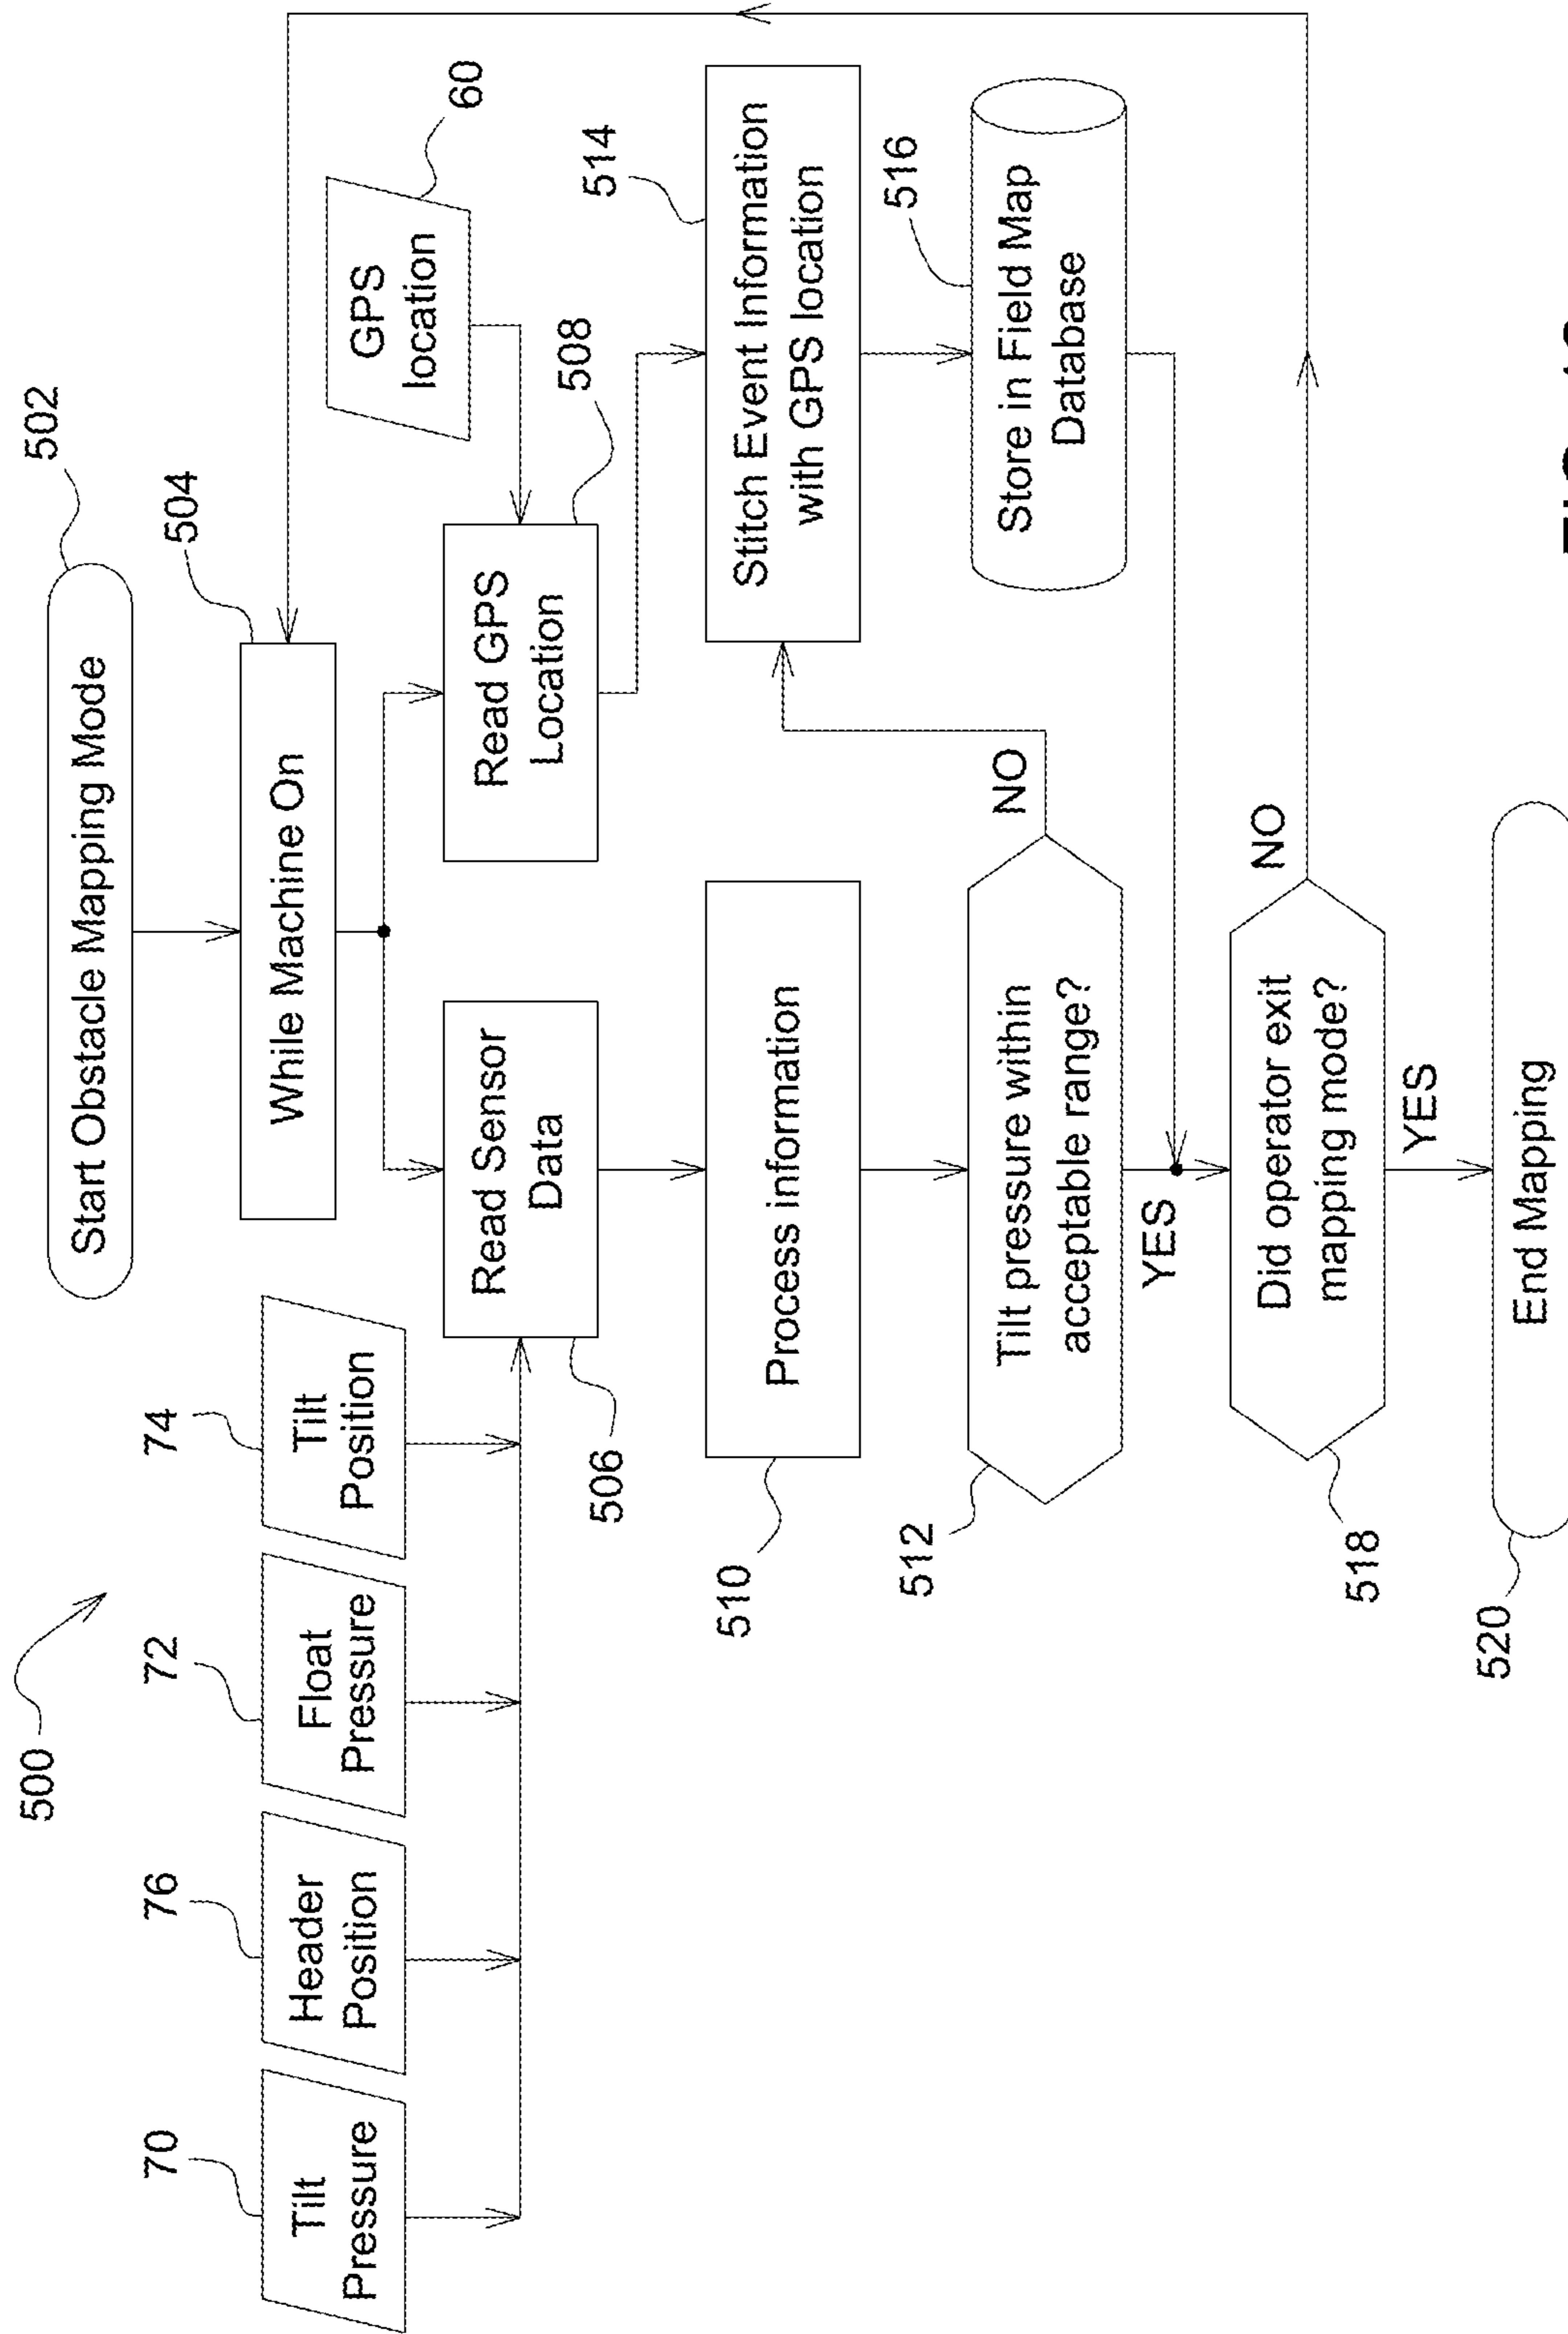 500
502
Start Obstacle Mapping Mode
504
While Machine On
70
Tilt
Pressure
76
Header
Position
72
Float
Pressure
74
Tilt
Position
GPS
location
60
506
Read Sensor
Data
Read GPS
Location
508
510
Process information
514
Stitch Event Information
with GPS location
512
Tilt pressure within
acceptable range?
NO
YES
516
Store in Field Map
Database
518
Did operator exit
mapping mode?
NO
YES
520
End Mapping